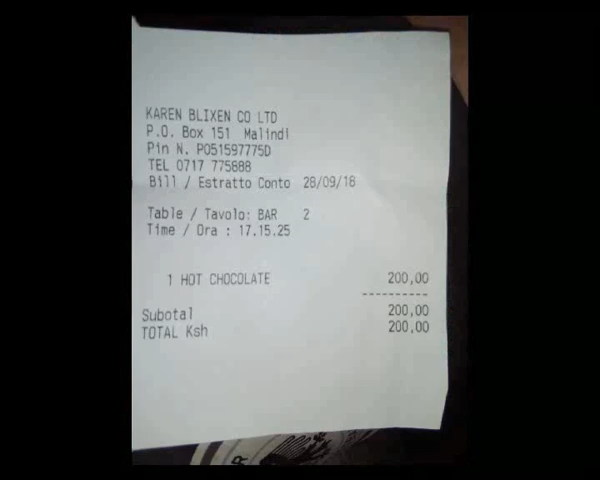 KAREN BLIXEN CO LTD
P.O. Box 151 Malindi
Pin N. P051597775D
TEL 0717 775888
Bill / Estratto Conto 28/09/18
Table / Tavolo: BAR 2
Time / Ora : 17.15.25
1 HOT CHOCOLATE 200,00
Subotal 200,00
TOTAL Ksh 200,00